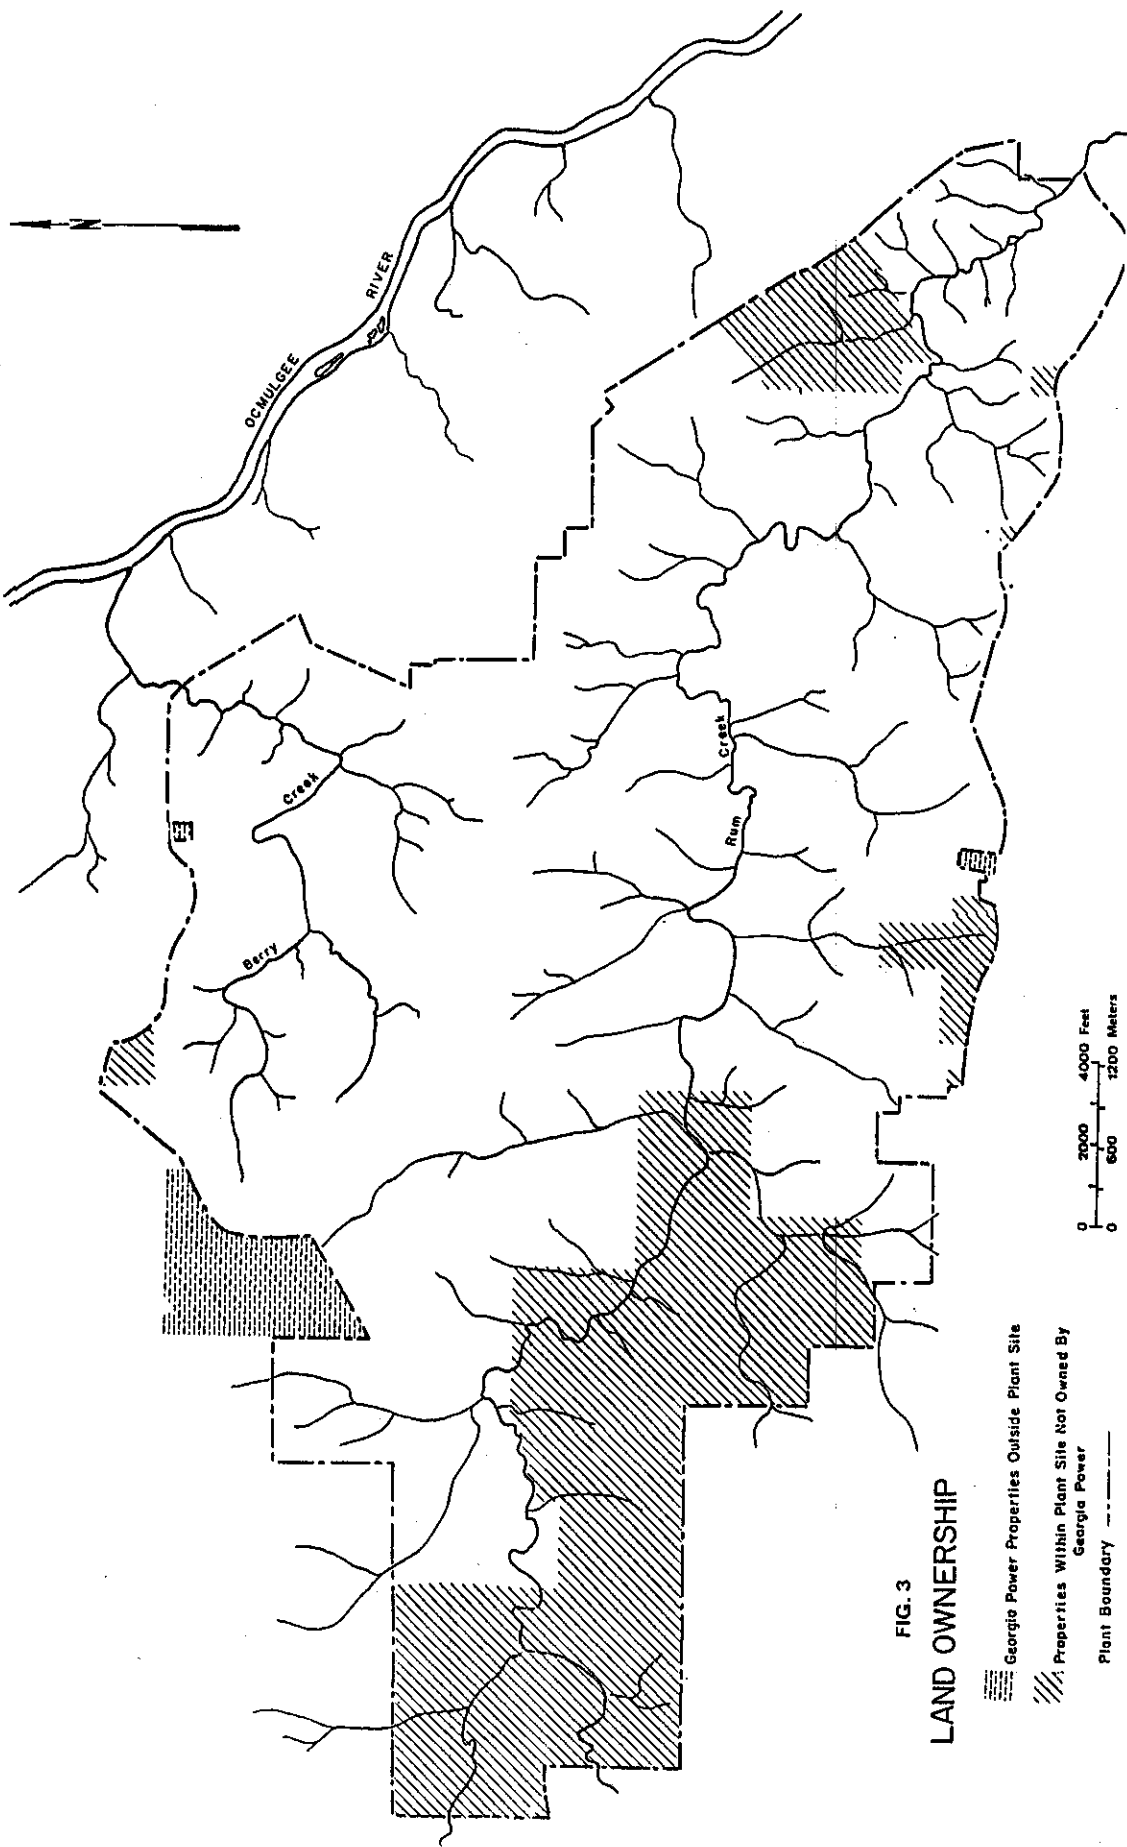 N
OCMULGEE
RIVER
Creek
Berry
Creek
Rum
FIG. 3
LAND OWNERSHIP
Georgia Power Properties Outside Plant Site
Properties Within Plant Site Not Owned By
Georgia Power
Plant Boundary
0 2000 4000 Feet
0 600 1200 Meters